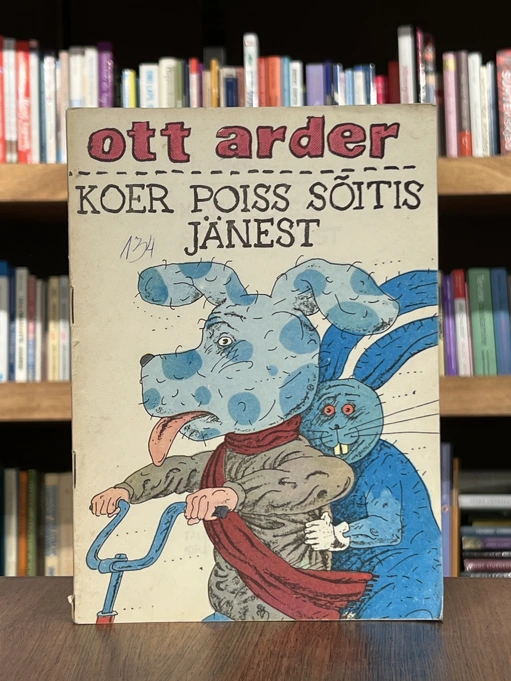 ott arder
KOER POISS SÕITIS
JÄNEST
134